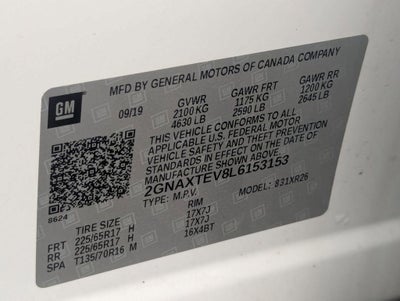 MFD BY GENERAL MOTORS OF CANADA COMPANY
GM
09/19 GVWR GAWR FRT GAWR RR
2100 KG 1175 KG 1200 KG
4630 LB 2590 LB 2645 LB
THIS VEHICLE CONFORMS TO ALL
APPLICABLE U.S. FEDERAL MOTOR
VEHICLE SAFETY STANDARDS IN
EFFECT ON THE DATE OF
MANUFACTURE SHOWN ABOVE.
2GNAXTEV8L6153153
TYPE: M.P.V. MODEL: 831XR26
8624
TIRE SIZE RIM
FRT 225/65R17 H 17X7J
RR 225/65R17 H 17X7J
SPA T135/70R16 M 16X4BT